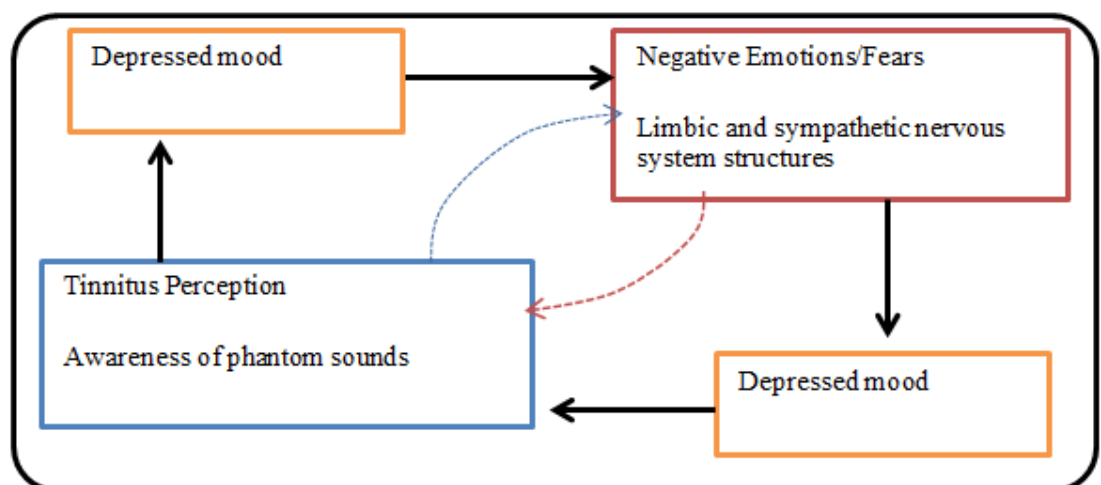 Depressed mood
Negative Emotions/Fears
Limbic and sympathetic nervous
system structures
Tinnitus Perception
Awareness of phantom sounds
Depressed mood